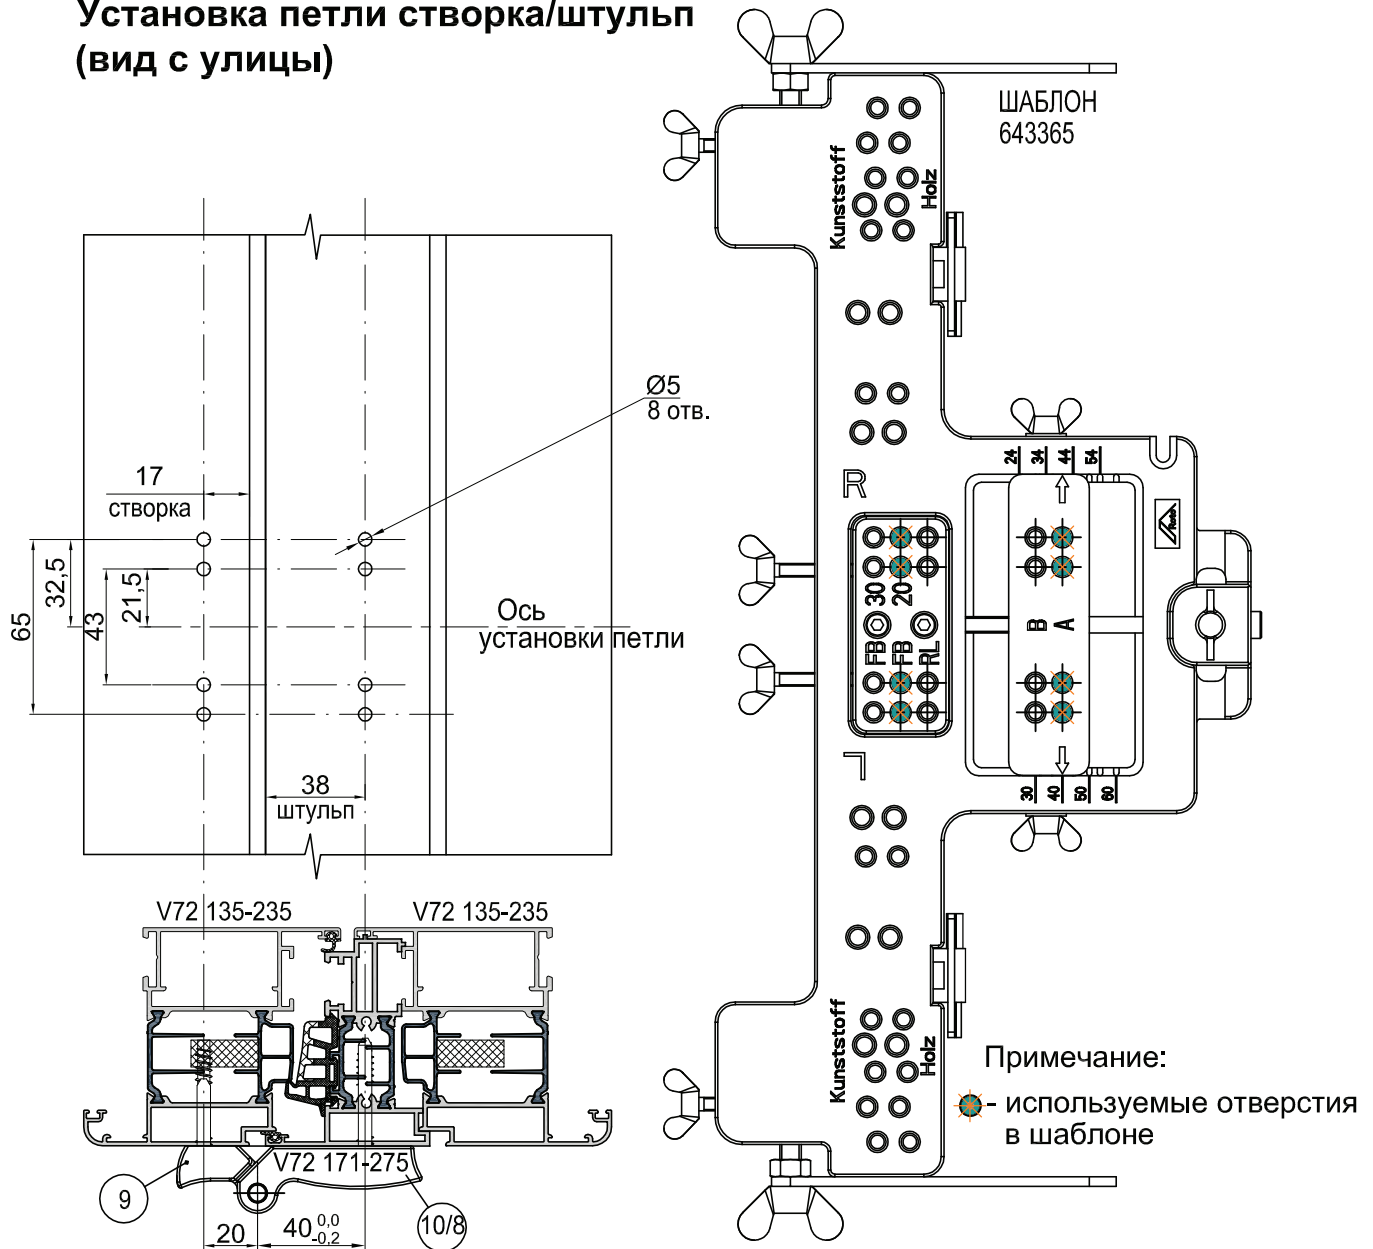 Установка петли створка/штульп
(вид с улицы)
ШАБЛОН
643365
Kunststoff
Holz
Ø5
8 отв.
17
створка
R
24
34
44
54
Roto
32,5
21,5
65
43
30
20
FB
FB
RL
B
A
Ось
установки петли
38
штульп
L
30
40
50
60
V72 135-235
V72 135-235
Kunststoff
Holz
Примечание:
- используемые отверстия
в шаблоне
V72 171-275
9
10/8
20
40 0,0
-0,2